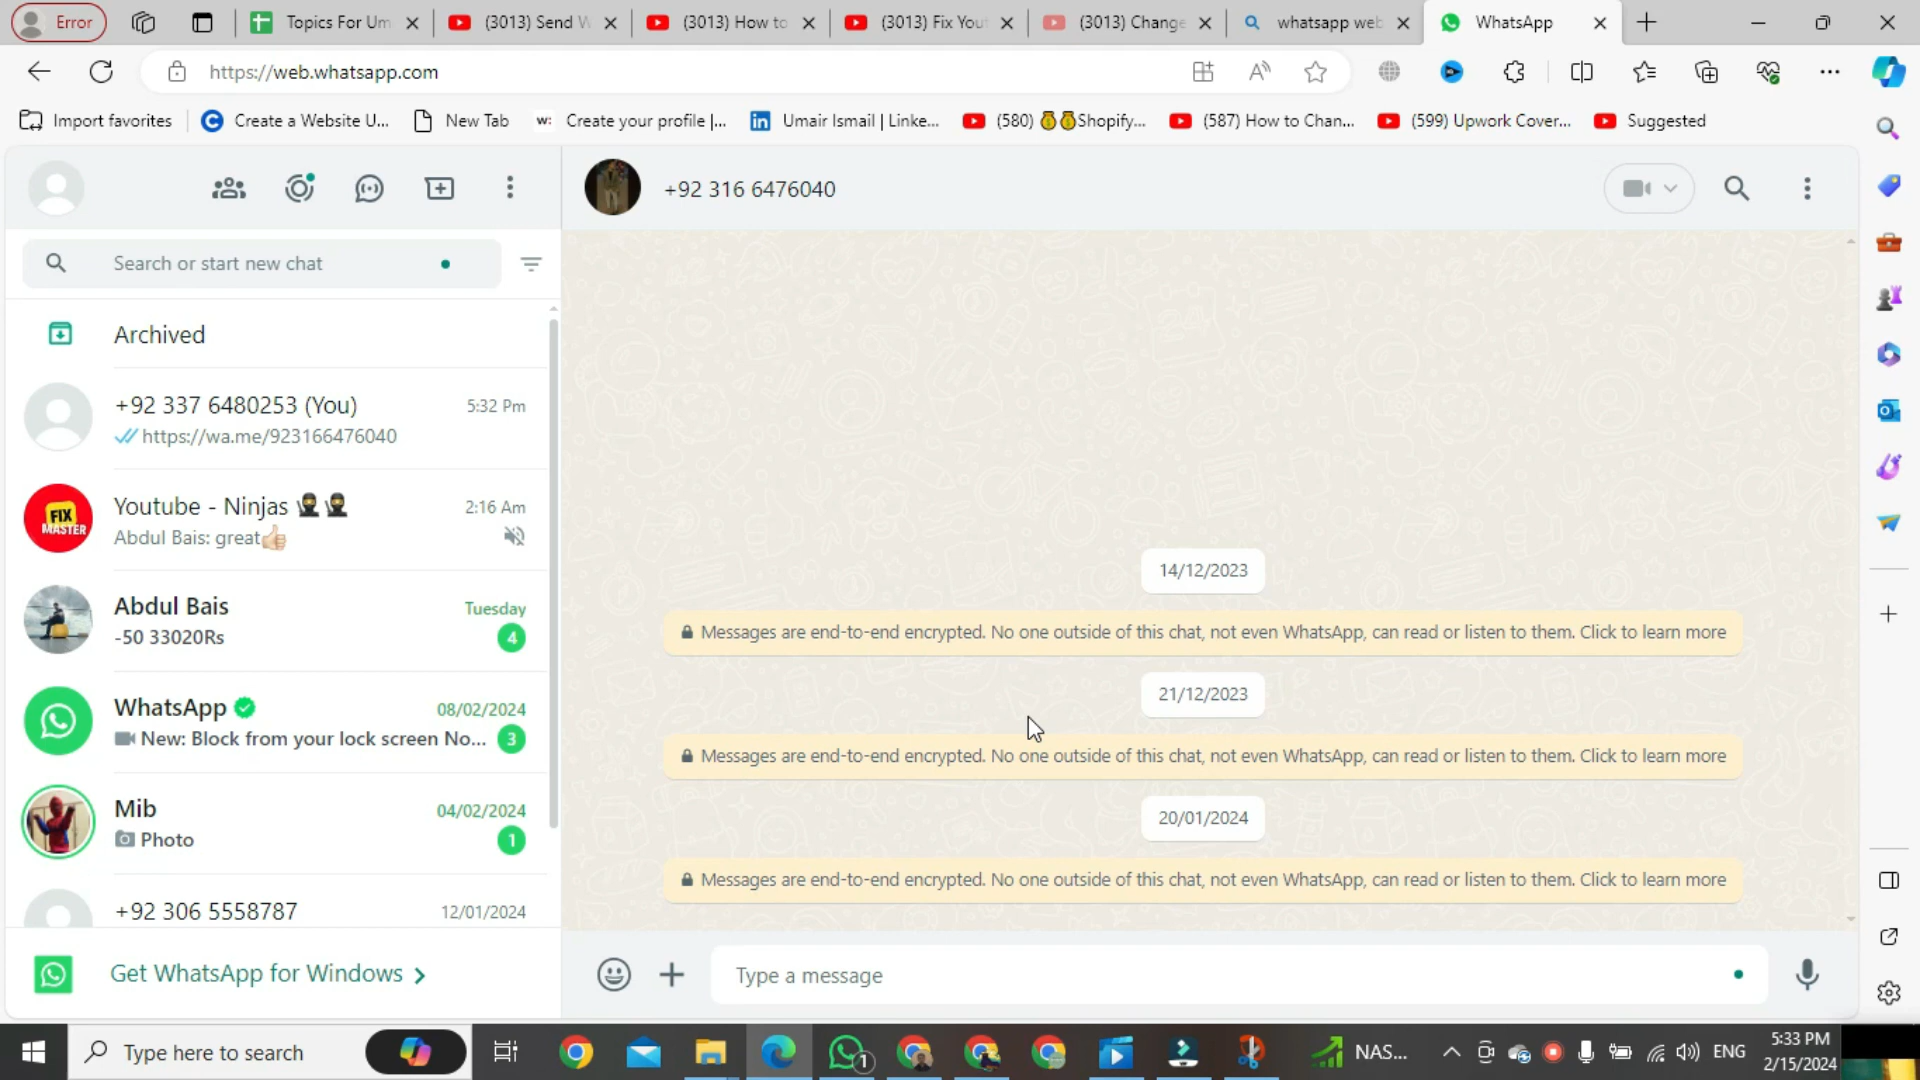 Error
Topics For Um
(3013) Send W
(3013) How to
(3013) Fix You
(3013) Change
whatsapp web
WhatsApp
https://web.whatsapp.com
Import favorites
Create a Website U...
New Tab
w: Create your profile |...
Umair Ismail | Linke...
(580) 💰💰Shopify...
(587) How to Chan...
(599) Upwork Cover...
Suggested
+92 316 6476040
Search or start new chat
Archived
+92 337 6480253 (You)
5:32 Pm
https://wa.me/923166476040
FIX
MASTER
Youtube - Ninjas 🥷🥷
2:16 Am
Abdul Bais: great👍🏻
Abdul Bais
Tuesday
-50 33020Rs
4
WhatsApp
08/02/2024
New: Block from your lock screen No...
3
Mib
04/02/2024
Photo
1
+92 306 5558787
12/01/2024
Get WhatsApp for Windows
14/12/2023
Messages are end-to-end encrypted. No one outside of this chat, not even WhatsApp, can read or listen to them. Click to learn more
21/12/2023
Messages are end-to-end encrypted. No one outside of this chat, not even WhatsApp, can read or listen to them. Click to learn more
20/01/2024
Messages are end-to-end encrypted. No one outside of this chat, not even WhatsApp, can read or listen to them. Click to learn more
Type a message
Type here to search
1
NAS...
ENG
5:33 PM
2/15/2024